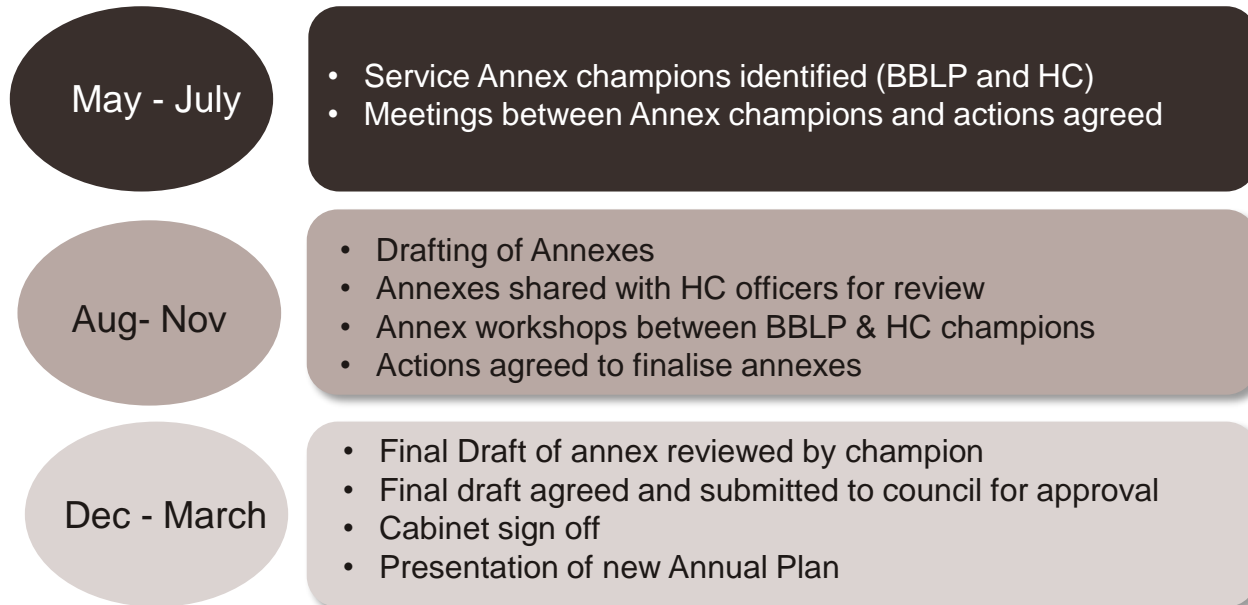 May - July
• Service Annex champions identified (BBLP and HC)
• Meetings between Annex champions and actions agreed
Aug- Nov
• Drafting of Annexes
• Annexes shared with HC officers for review
• Annex workshops between BBLP & HC champions
• Actions agreed to finalise annexes
Dec - March
• Final Draft of annex reviewed by champion
• Final draft agreed and submitted to council for approval
• Cabinet sign off
• Presentation of new Annual Plan